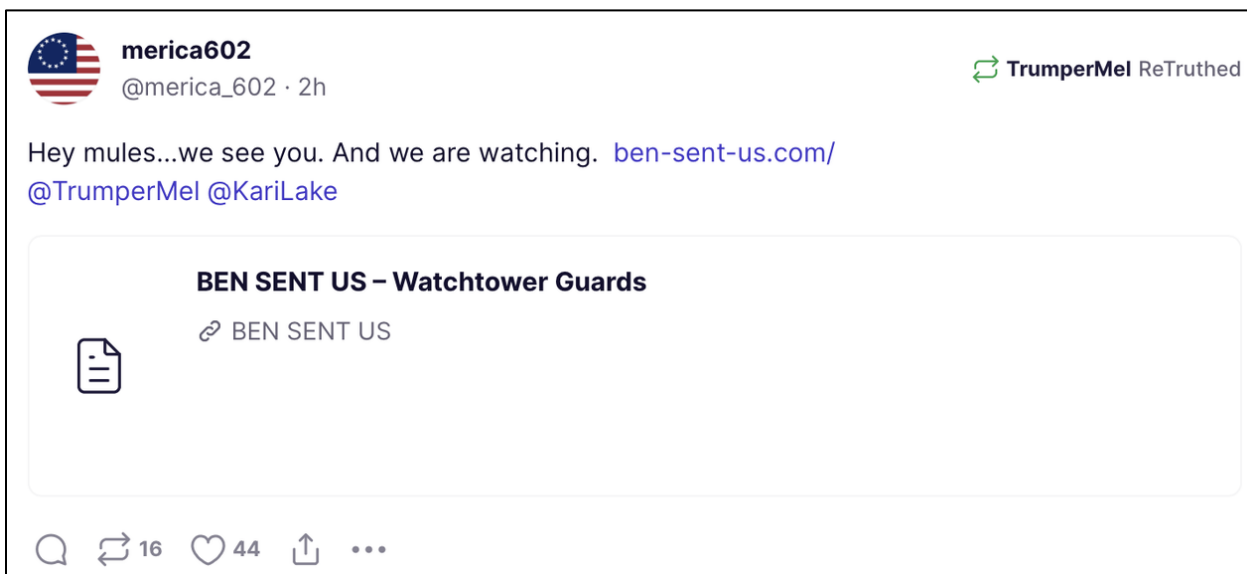 merica602
@merica_602 · 2h
TrumperMel ReTruthed
Hey mules...we see you. And we are watching. ben-sent-us.com/
@TrumperMel @KariLake
BEN SENT US – Watchtower Guards
BEN SENT US
16 44